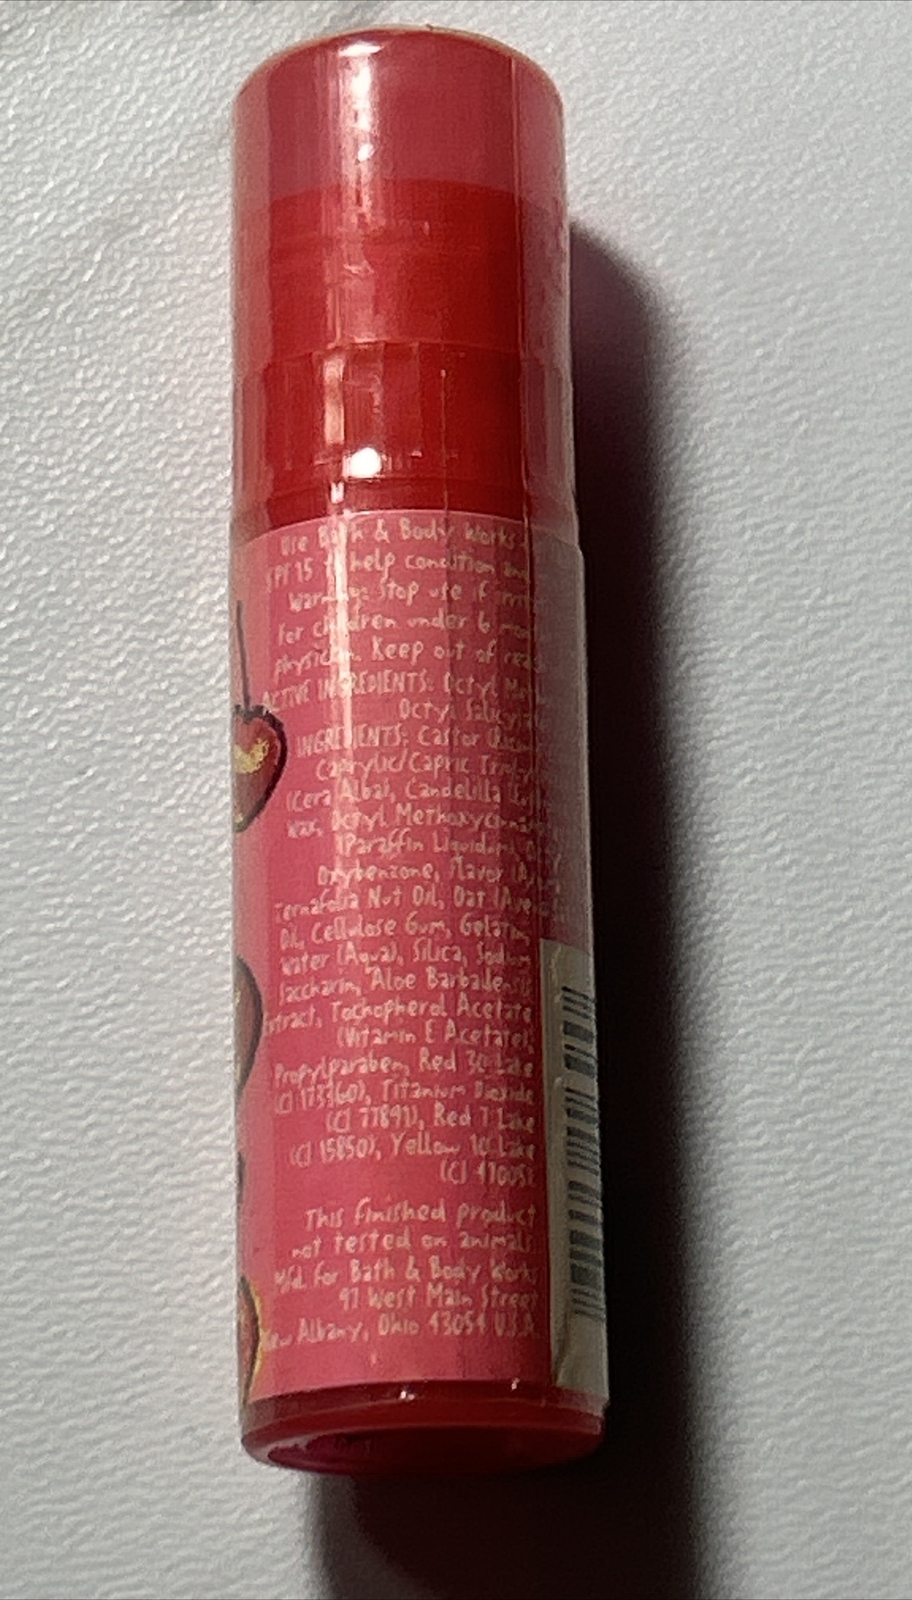 Use Bath & Body Works
SPF 15 to help condition and
Warning: Stop use if
For children under 6
physician. Keep out of
ACTIVE INGREDIENTS: Octyl
Octyl
INGREDIENTS: Castor
Caprylic/Capric
(Cera Alba), Candelilla
Wax, Octyl
(Paraffin Liquidum),
Oxybenzone, Flavor
Ternafolia Nut Oil, Oat
Oil, Cellulose Gum, Gelatin,
Water (Aqua), Silica, Sodium
Saccharin, Aloe Barbadensis
Extract, Tocopherol Acetate
(Vitamin E Acetate),
Propylparaben, Red Lake
Titanium Dioxide
(CI 77891), Red 7 Lake
(CI 15850), Yellow 10 Lake
(CI 47005).
This finished product
not tested on animals.
Mfd. for Bath & Body Works
97 West Main Street
New Albany, Ohio 43054 U.S.A.